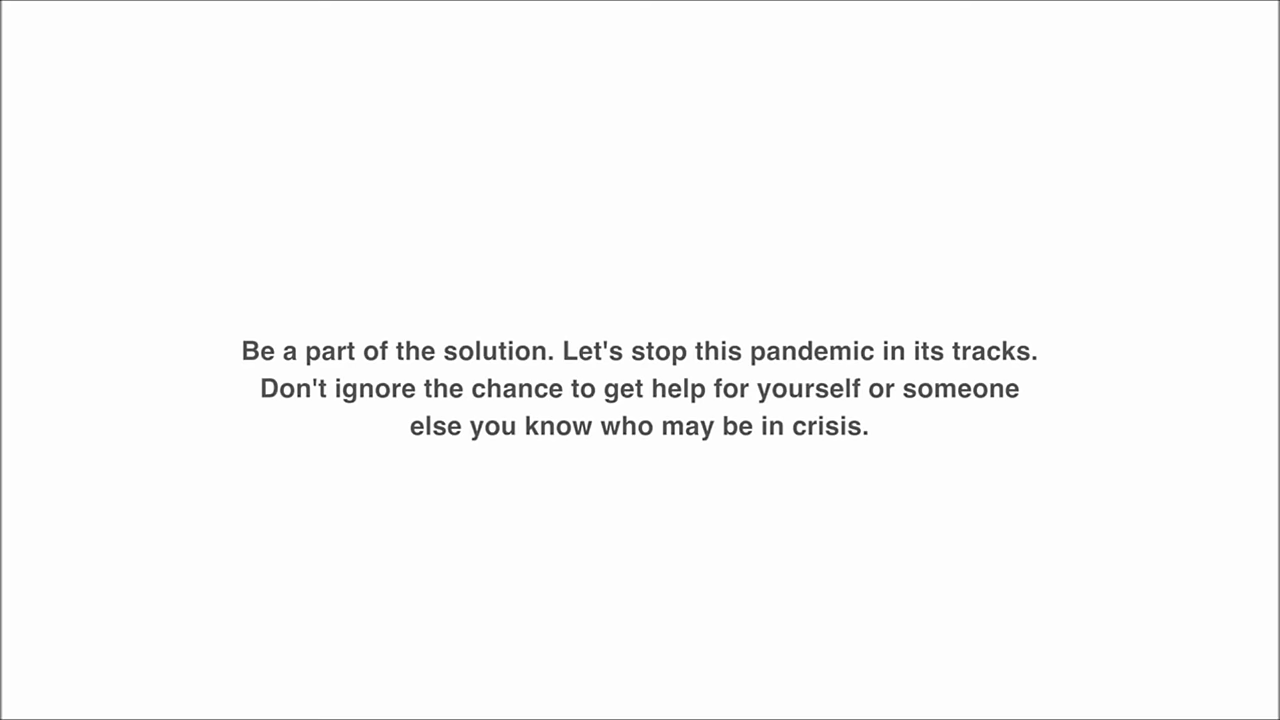 Be a part of the solution. Let's stop this pandemic in its tracks.
Don't ignore the chance to get help for yourself or someone
else you know who may be in crisis.